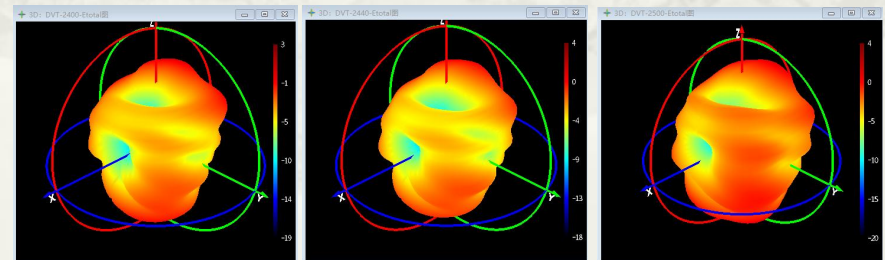 3D: DVT-2400-Etotal图
Z
X
Y
3
-1
-5
-10
-14
-19
3D: DVT-2440-Etotal图
Z
X
Y
4
0
-4
-9
-13
-18
3D: DVT-2500-Etotal图
Z
X
Y
4
0
-5
-10
-15
-20